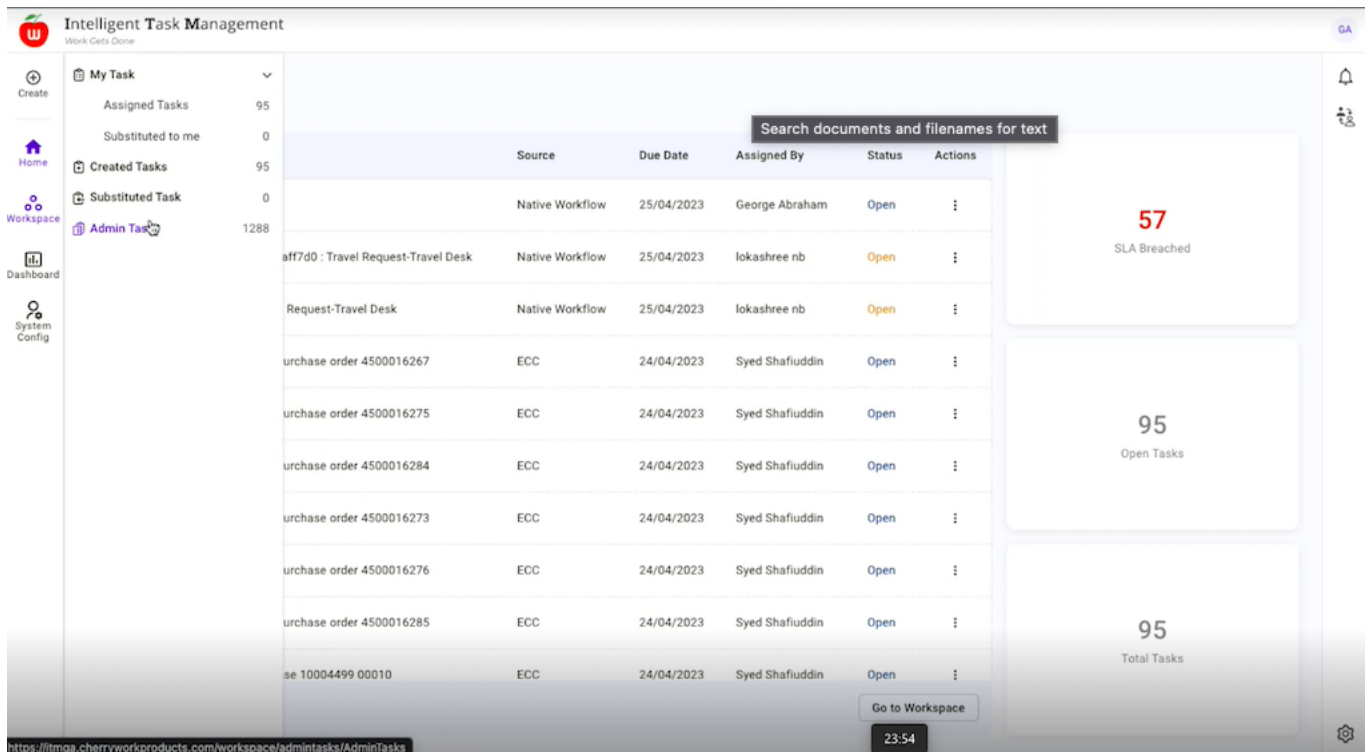 Intelligent Task Management
Work Gets Done
GA
Create
Home
Workspace
Dashboard
System
Config
My Task
Assigned Tasks 95
Substituted to me 0
Created Tasks 95
Substituted Task 0
Admin Tas 1288
Search documents and filenames for text
Source Due Date Assigned By Status Actions
Native Workflow 25/04/2023 George Abraham Open
aff7d0 : Travel Request-Travel Desk Native Workflow 25/04/2023 lokashree nb Open
Request-Travel Desk Native Workflow 25/04/2023 lokashree nb Open
urchase order 4500016267 ECC 24/04/2023 Syed Shafiuddin Open
urchase order 4500016275 ECC 24/04/2023 Syed Shafiuddin Open
urchase order 4500016284 ECC 24/04/2023 Syed Shafiuddin Open
urchase order 4500016273 ECC 24/04/2023 Syed Shafiuddin Open
urchase order 4500016276 ECC 24/04/2023 Syed Shafiuddin Open
urchase order 4500016285 ECC 24/04/2023 Syed Shafiuddin Open
se 10004499 00010 ECC 24/04/2023 Syed Shafiuddin Open
57
SLA Breached
95
Open Tasks
95
Total Tasks
Go to Workspace
23:54
https://itmqa.cherryworkproducts.com/workspace/admintasks/AdminTasks